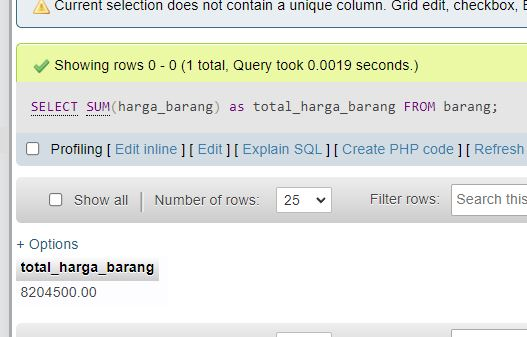 Current selection does not contain a unique column. Grid edit, checkbox,
Showing rows 0 - 0 (1 total, Query took 0.0019 seconds.)
SELECT SUM(harga_barang) as total_harga_barang FROM barang;
Profiling [ Edit inline ] [ Edit ] [ Explain SQL ] [ Create PHP code ] [ Refresh
Show all | Number of rows: 25 Filter rows: Search this
+ Options
total_harga_barang
8204500.00